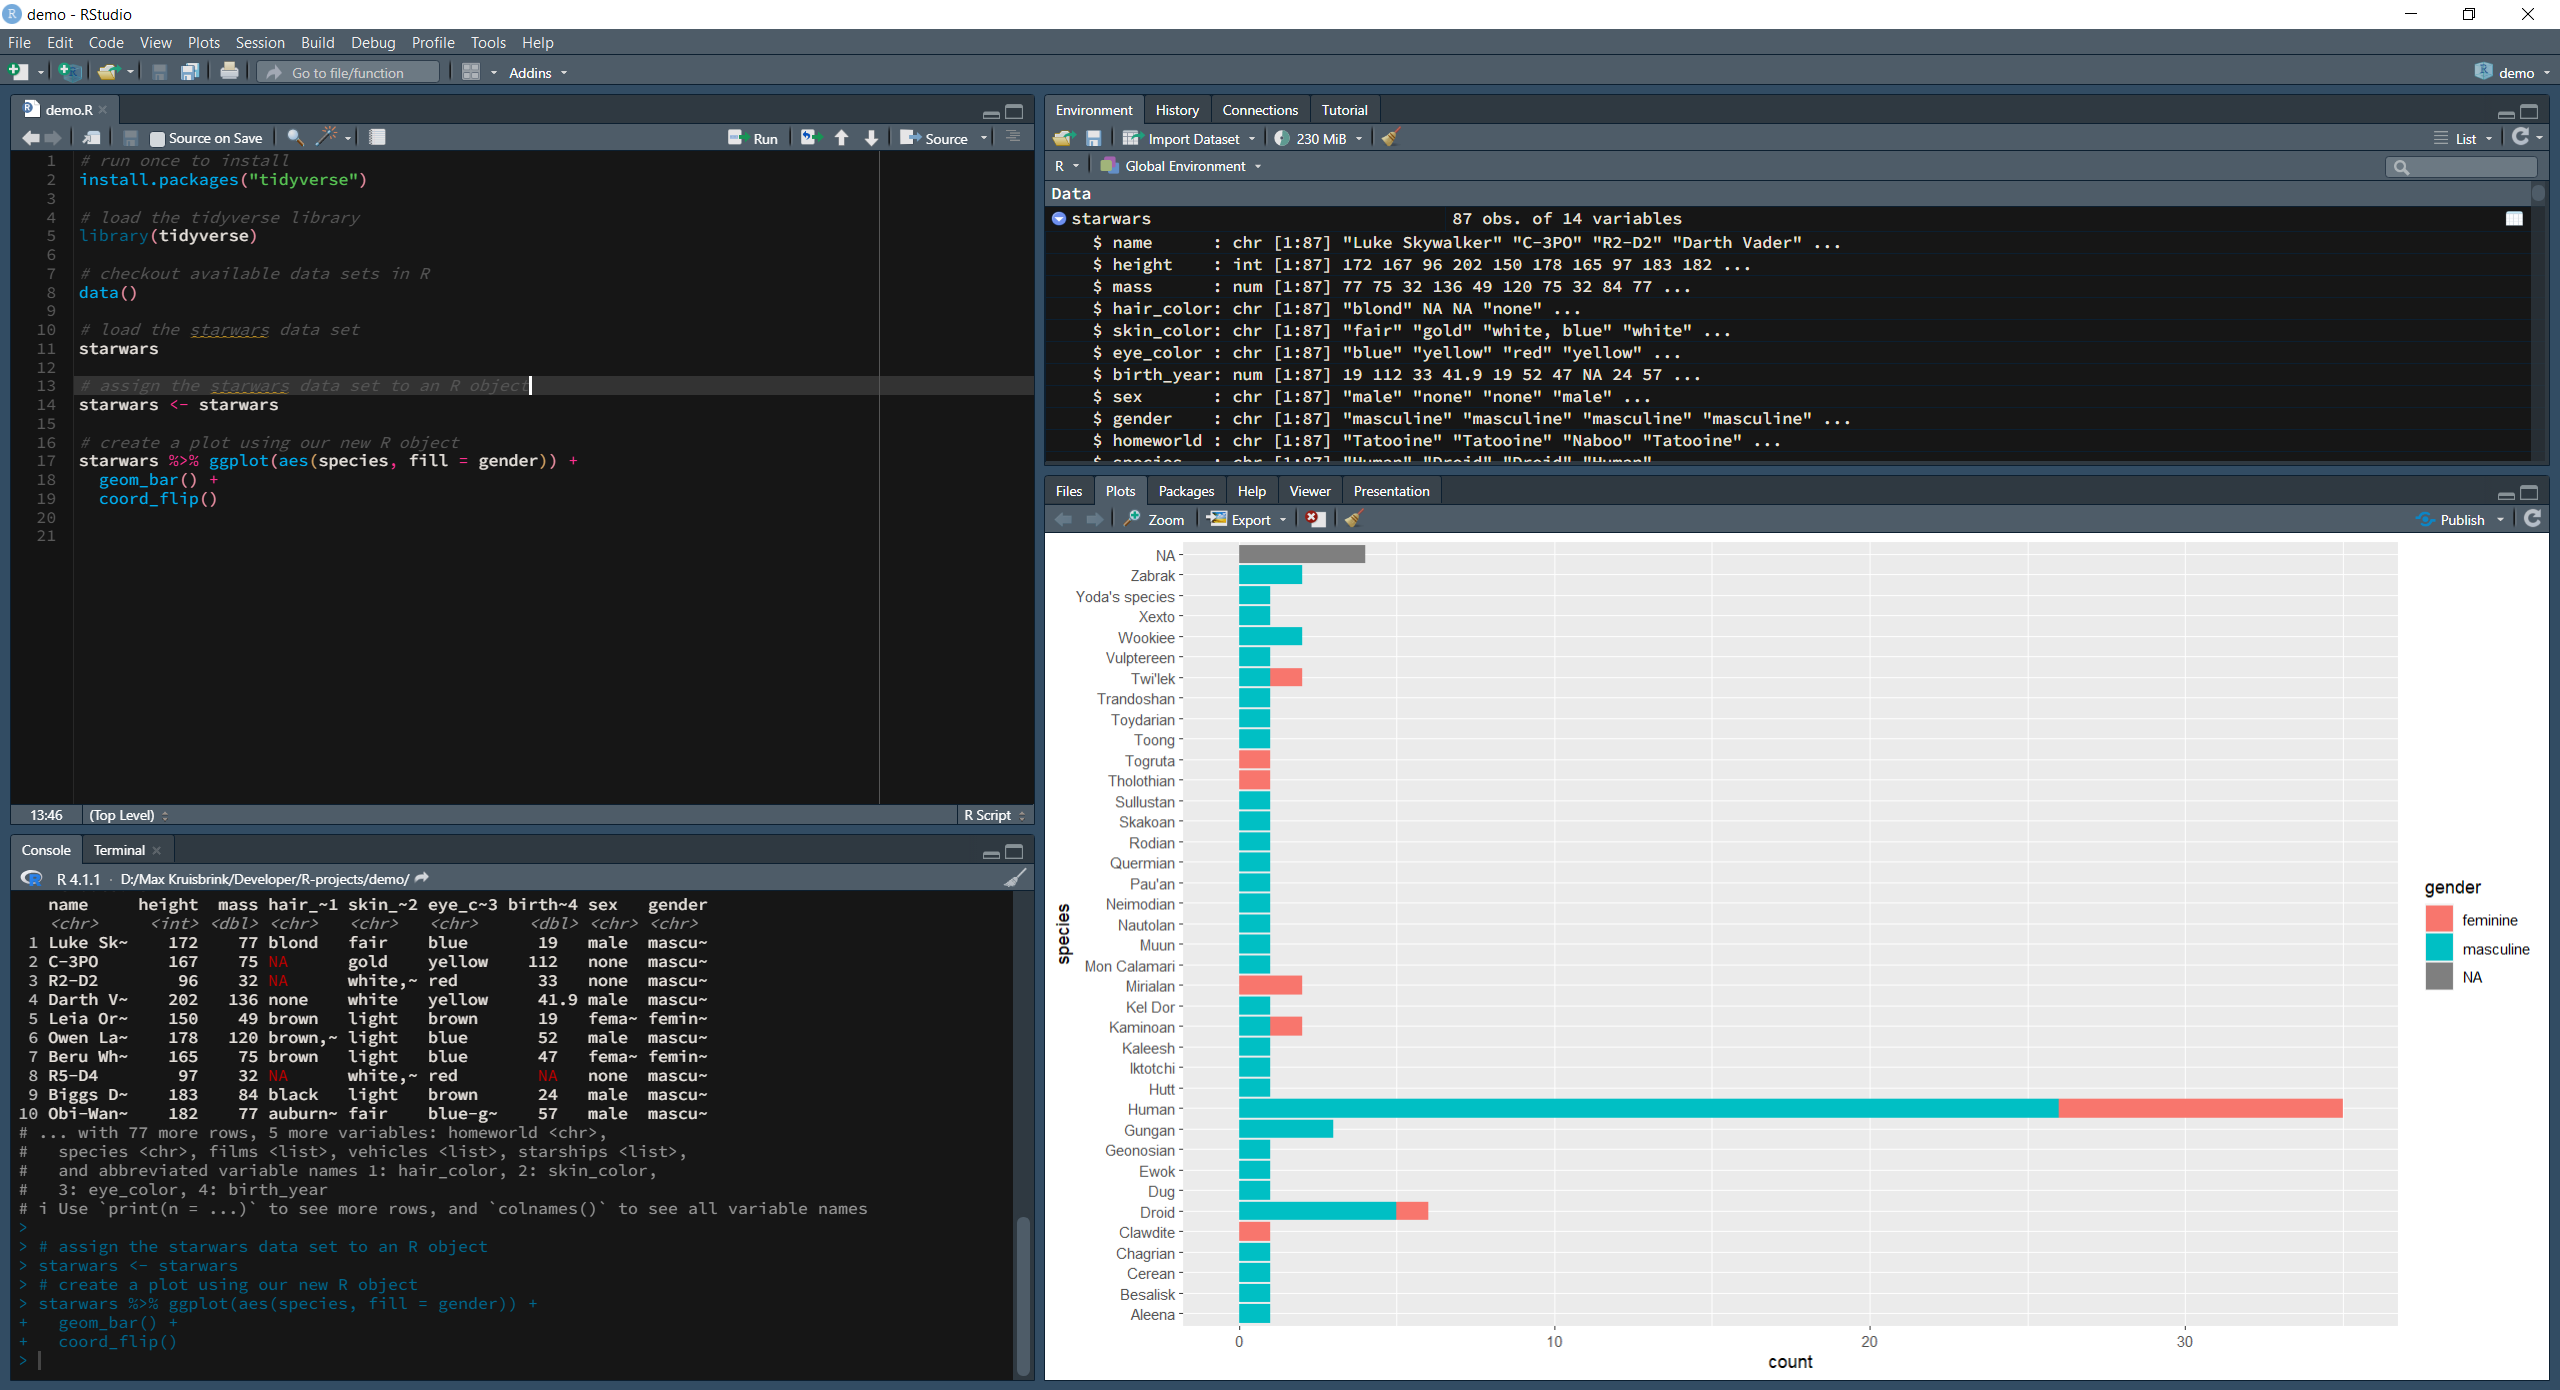 demo - RStudio
File Edit Code View Plots Session Build Debug Profile Tools Help
Go to file/function Addins demo
demo.R
Source on Save Run Source
1 # run once to install
2 install.packages("tidyverse")
3
4 # load the tidyverse library
5 library(tidyverse)
6
7 # checkout available data sets in R
8 data()
9
10 # load the starwars data set
11 starwars
12
13 # assign the starwars data set to an R object
14 starwars <- starwars
15
16 # create a plot using our new R object
17 starwars %>% ggplot(aes(species, fill = gender)) +
18 geom_bar() +
19 coord_flip()
20
21
13:46 (Top Level) R Script
Console Terminal
R 4.1.1 · D:/Max Kruisbrink/Developer/R-projects/demo/
name height mass hair_~1 skin_~2 eye_c~3 birth~4 sex gender
<chr> <int> <dbl> <chr> <chr> <chr> <dbl> <chr> <chr>
1 Luke Sk~ 172 77 blond fair blue 19 male mascu~
2 C-3PO 167 75 NA gold yellow 112 none mascu~
3 R2-D2 96 32 NA white,~ red 33 none mascu~
4 Darth V~ 202 136 none white yellow 41.9 male mascu~
5 Leia Or~ 150 49 brown light brown 19 fema~ femin~
6 Owen La~ 178 120 brown,~ light blue 52 male mascu~
7 Beru Wh~ 165 75 brown light blue 47 fema~ femin~
8 R5-D4 97 32 NA white,~ red NA none mascu~
9 Biggs D~ 183 84 black light brown 24 male mascu~
10 Obi-Wan~ 182 77 auburn~ fair blue-g~ 57 male mascu~
# ... with 77 more rows, 5 more variables: homeworld <chr>,
# species <chr>, films <list>, vehicles <list>, starships <list>,
# and abbreviated variable names 1: hair_color, 2: skin_color,
# 3: eye_color, 4: birth_year
# i Use `print(n = ...)` to see more rows, and `colnames()` to see all variable names
>
> # assign the starwars data set to an R object
> starwars <- starwars
> # create a plot using our new R object
> starwars %>% ggplot(aes(species, fill = gender)) +
+ geom_bar() +
+ coord_flip()
>
Environment History Connections Tutorial
Import Dataset 230 MiB List
R Global Environment
Data
starwars 87 obs. of 14 variables
$ name : chr [1:87] "Luke Skywalker" "C-3PO" "R2-D2" "Darth Vader" ...
$ height : int [1:87] 172 167 96 202 150 178 165 97 183 182 ...
$ mass : num [1:87] 77 75 32 136 49 120 75 32 84 77 ...
$ hair_color: chr [1:87] "blond" NA NA "none" ...
$ skin_color: chr [1:87] "fair" "gold" "white, blue" "white" ...
$ eye_color : chr [1:87] "blue" "yellow" "red" "yellow" ...
$ birth_year: num [1:87] 19 112 33 41.9 19 52 47 NA 24 57 ...
$ sex : chr [1:87] "male" "none" "none" "male" ...
$ gender : chr [1:87] "masculine" "masculine" "masculine" "masculine" ...
$ homeworld : chr [1:87] "Tatooine" "Tatooine" "Naboo" "Tatooine" ...
$ species : chr [1:87] "Human" "Droid" "Droid" "Human"
Files Plots Packages Help Viewer Presentation
Zoom Export Publish
NA
Zabrak
Yoda's species
Xexto
Wookiee
Vulptereen
Twi'lek
Trandoshan
Toydarian
Toong
Togruta
Tholothian
Sullustan
Skakoan
Rodian
Quermian
Pau'an
Neimodian
Nautolan
Muun
Mon Calamari
Mirialan
Kel Dor
Kaminoan
Kaleesh
Iktotchi
Hutt
Human
Gungan
Geonosian
Ewok
Dug
Droid
Clawdite
Chagrian
Cerean
Besalisk
Aleena
species
0 10 20 30
count
gender
feminine
masculine
NA